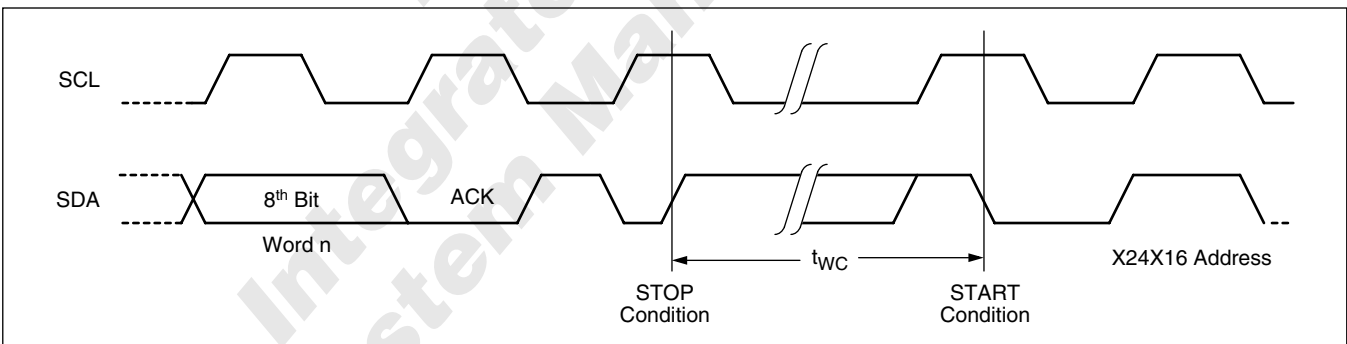 SCL
SDA
8th Bit
ACK
Word n
tWC
X24X16 Address
STOP
Condition
START
Condition